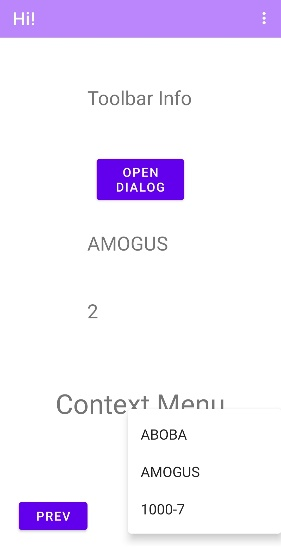 Hi!
Toolbar Info
OPEN
DIALOG
AMOGUS
2
Context Menu
ABOBA
AMOGUS
1000-7
PREV